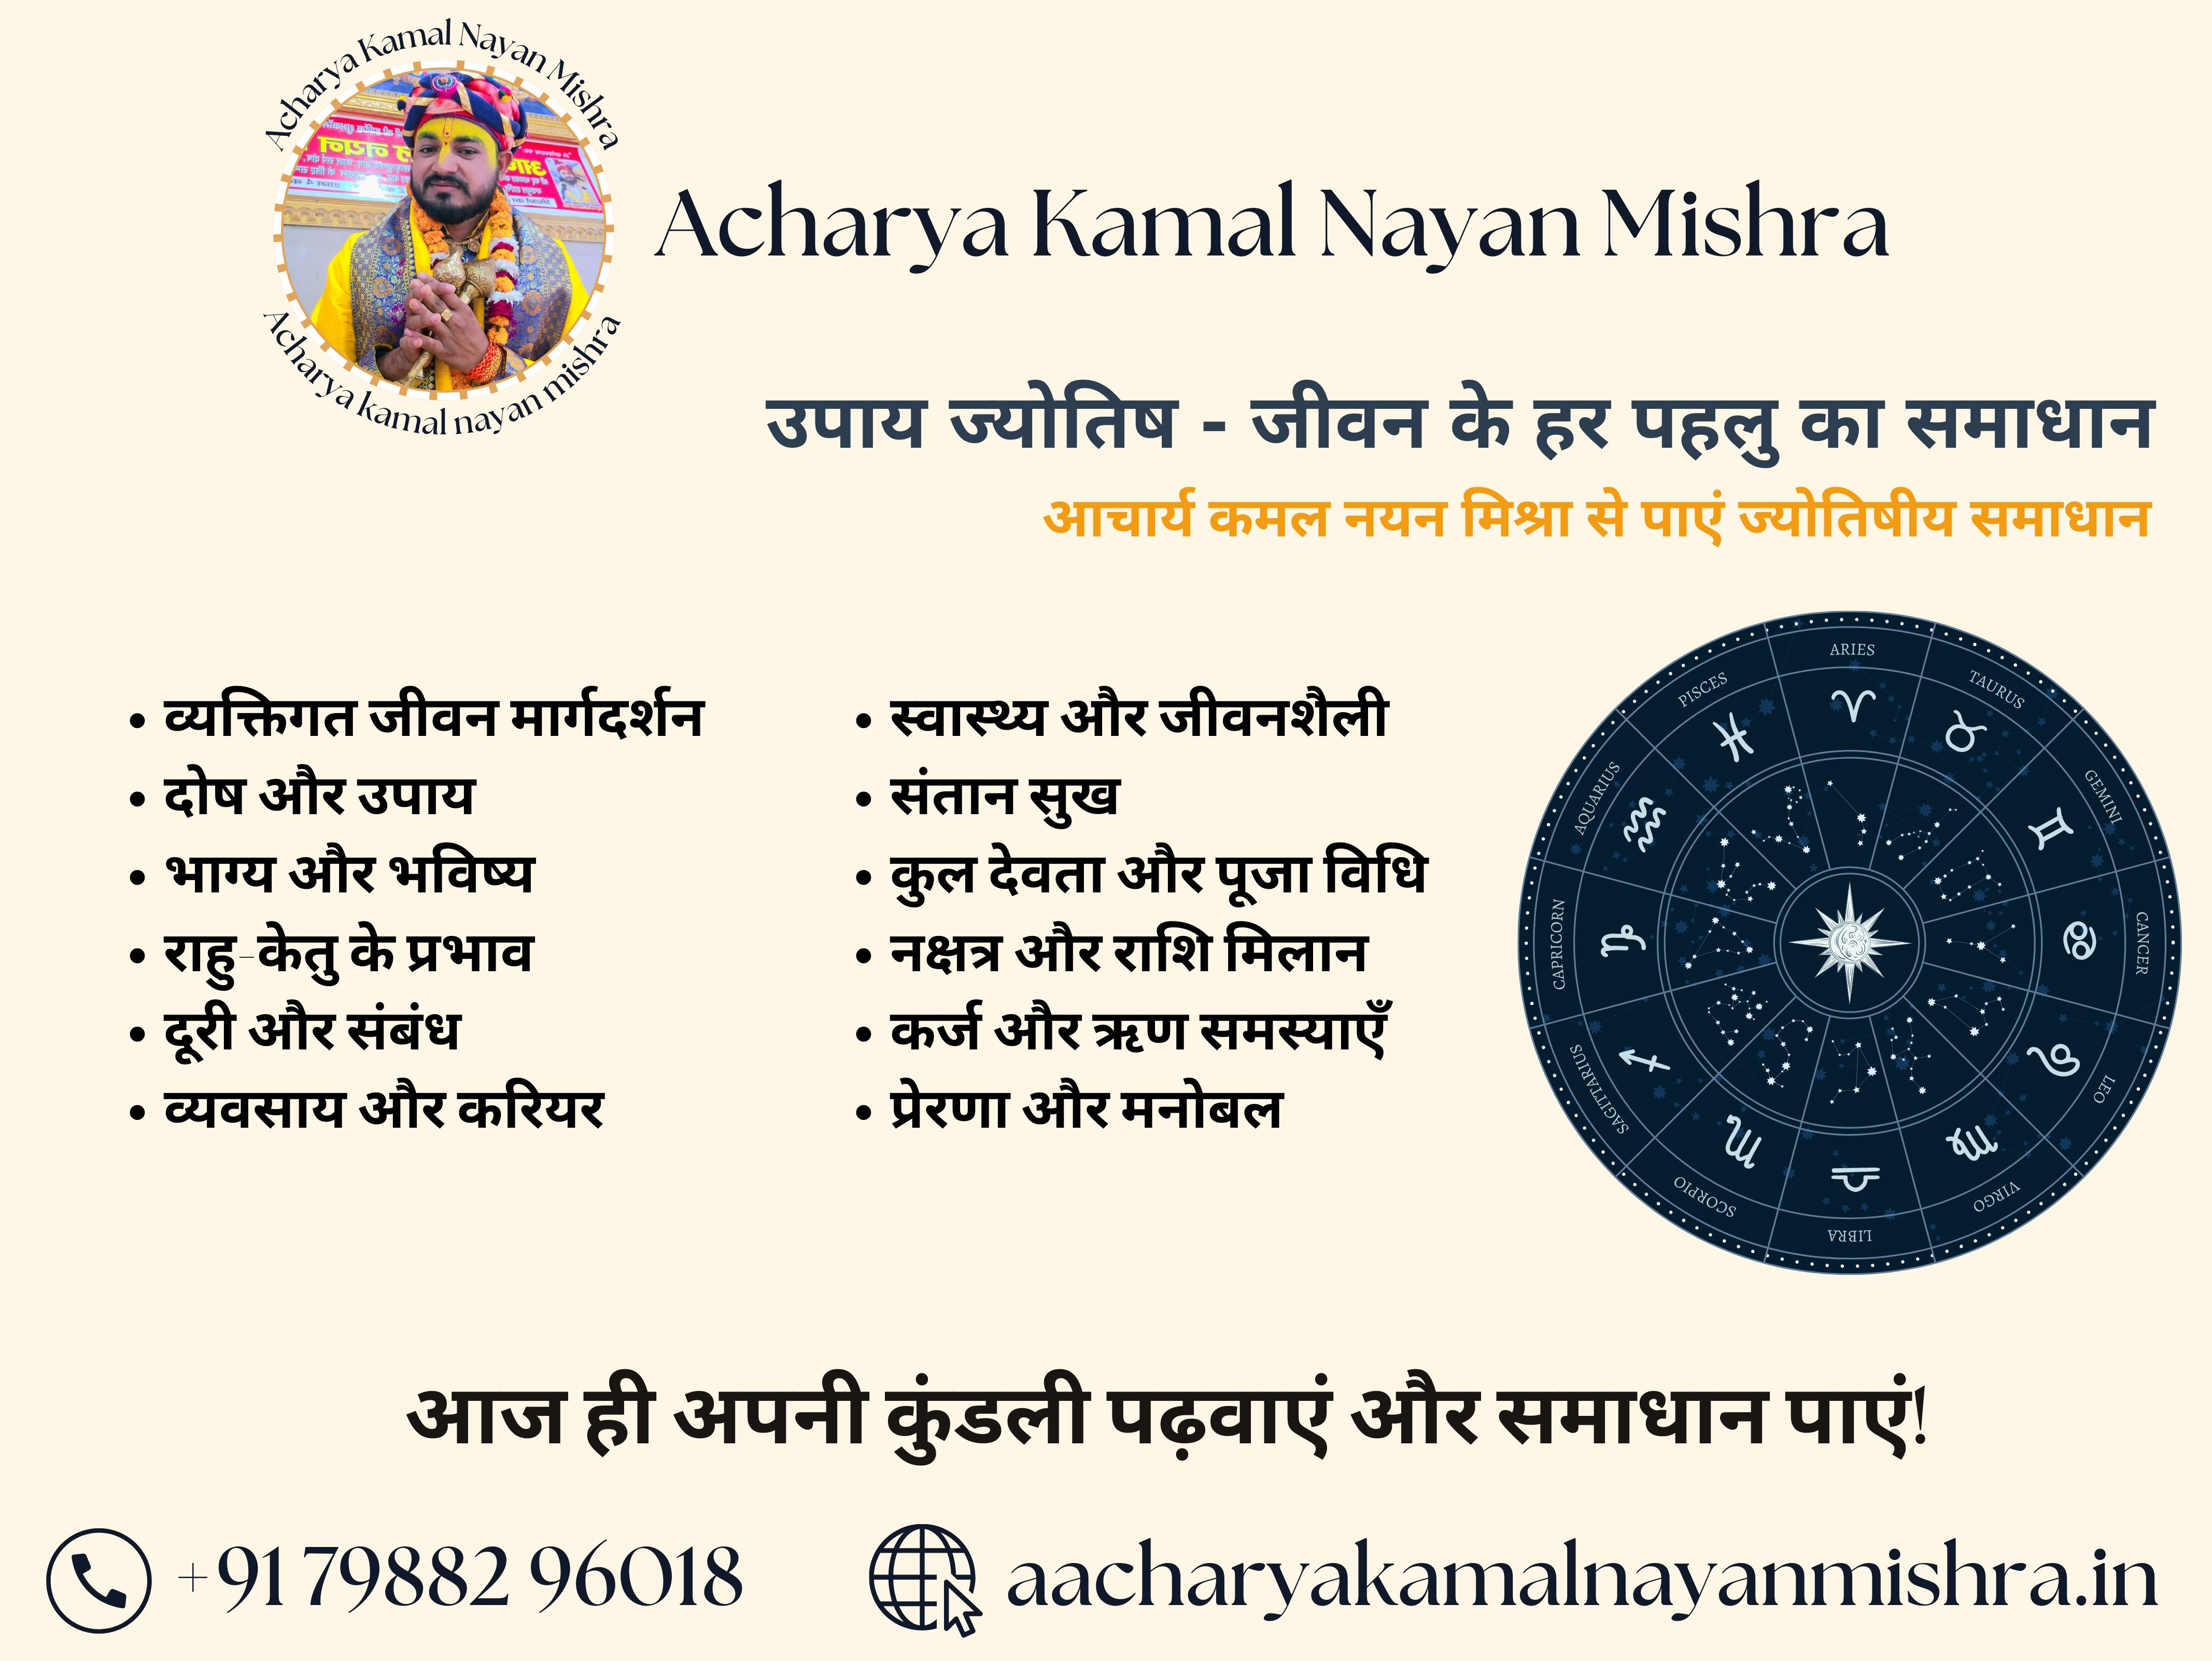 Acharya Kamal Nayan Mishra
Acharya kamal nayan mishra
Acharya Kamal Nayan Mishra
उपाय ज्योतिष - जीवन के हर पहलु का समाधान
आचार्य कमल नयन मिश्रा से पाएं ज्योतिषीय समाधान
• व्यक्तिगत जीवन मार्गदर्शन
• दोष और उपाय
• भाग्य और भविष्य
• राहु-केतु के प्रभाव
• दूरी और संबंध
• व्यवसाय और करियर
• स्वास्थ्य और जीवनशैली
• संतान सुख
• कुल देवता और पूजा विधि
• नक्षत्र और राशि मिलान
• कर्ज और ऋण समस्याएँ
• प्रेरणा और मनोबल
ARIES
TAURUS
GEMINI
CANCER
LEO
VIRGO
LIBRA
SCORPIO
SAGITTARIUS
CAPRICORN
AQUARIUS
PISCES
आज ही अपनी कुंडली पढ़वाएं और समाधान पाएं!
+91 79882 96018
aacharyakamalnayanmishra.in